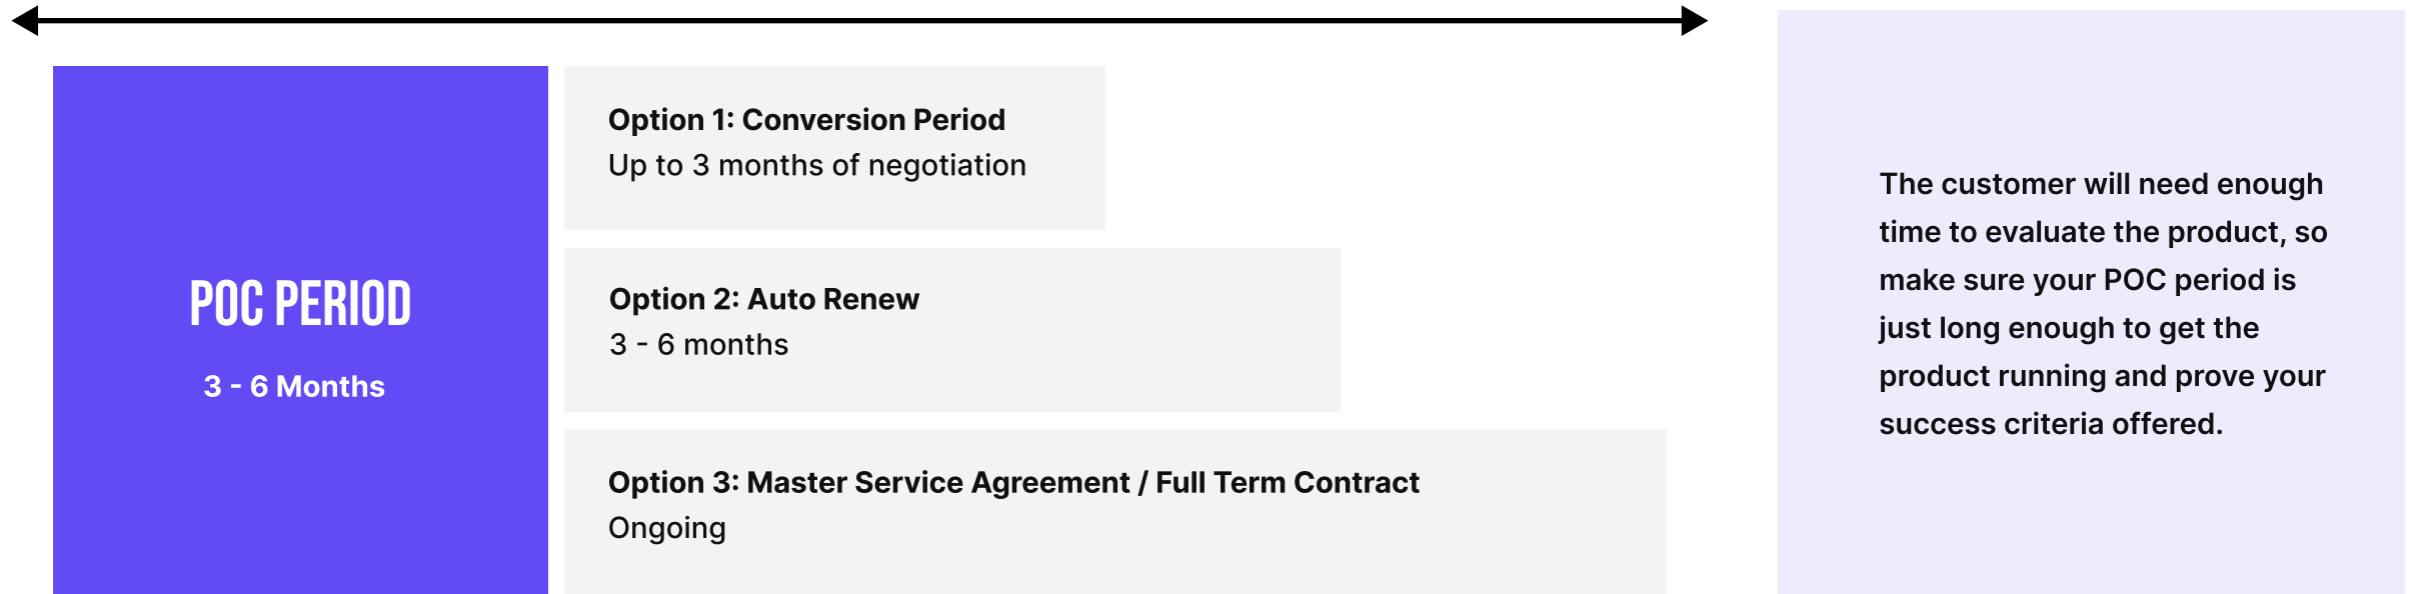 POC PERIOD
3 - 6 Months
Option 1: Conversion Period
Up to 3 months of negotiation
Option 2: Auto Renew
3 - 6 months
Option 3: Master Service Agreement / Full Term Contract
Ongoing
The customer will need enough
time to evaluate the product, so
make sure your POC period is
just long enough to get the
product running and prove your
success criteria offered.